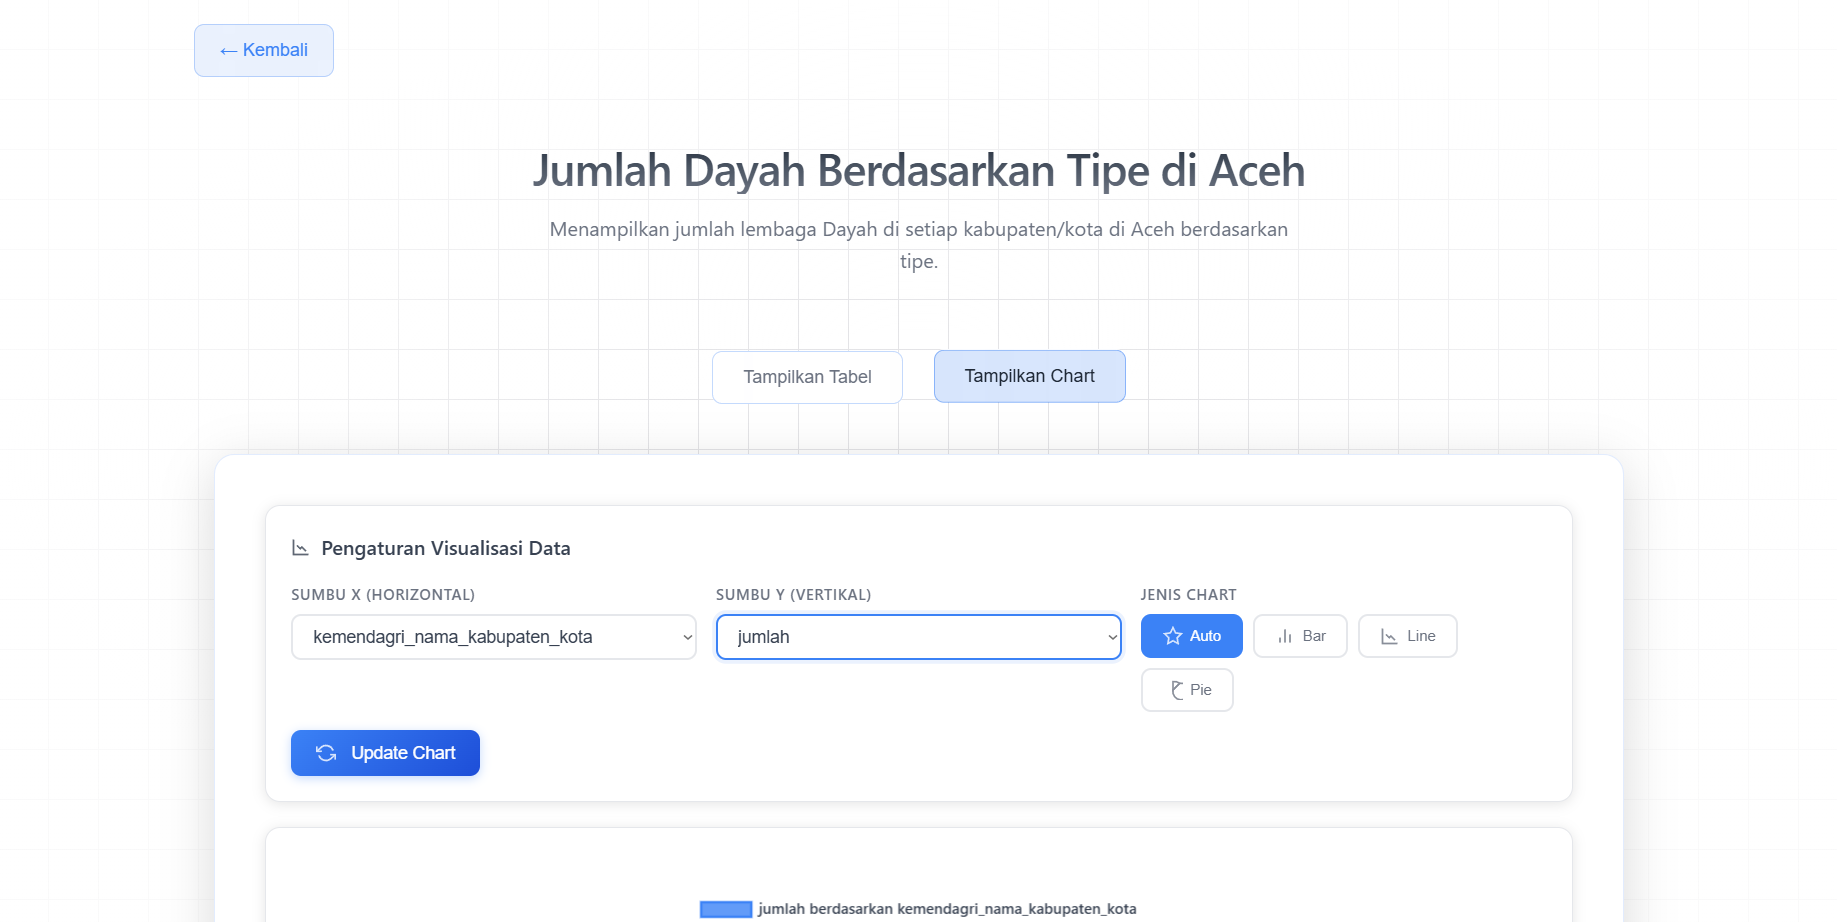 ← Kembali
Jumlah Dayah Berdasarkan Tipe di Aceh
Menampilkan jumlah lembaga Dayah di setiap kabupaten/kota di Aceh berdasarkan
tipe.
Tampilkan Tabel
Tampilkan Chart
Pengaturan Visualisasi Data
SUMBU X (HORIZONTAL)
kemendagri_nama_kabupaten_kota
SUMBU Y (VERTIKAL)
jumlah
JENIS CHART
Auto
Bar
Line
Pie
Update Chart
jumlah berdasarkan kemendagri_nama_kabupaten_kota